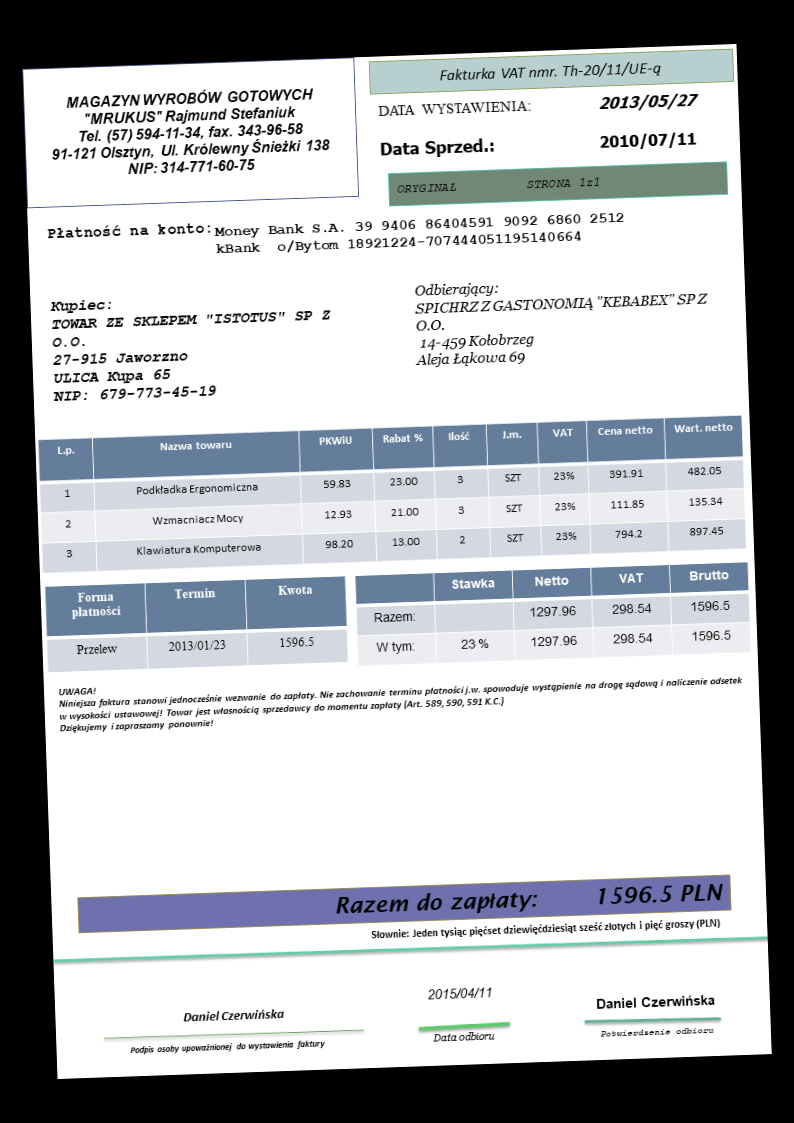 MAGAZYN WYROBÓW GOTOWYCH
"MRUKUS" Rajmund Stefaniuk
Tel. (57) 594-11-34, fax. 343-96-58
91-121 Olsztyn, Ul. Królewny Śnieżki 138
NIP: 314-771-60-75
Fakturka VAT nmr. Th-20/11/UE-q
DATA WYSTAWIENIA: 2013/05/27
Data Sprzed.: 2010/07/11
ORYGINAŁ STRONA 1z1
Płatność na konto: Money Bank S.A. 39 9406 86404591 9092 6860 2512
kBank o/Bytom 18921224-707444051195140664
Kupiec:
TOWAR ZE SKLEPEM "ISTOTUS" SP Z
O.O.
27-915 Jaworzno
ULICA Kupa 65
NIP: 679-773-45-19
Odbierający:
SPICHRZ Z GASTONOMIĄ "KEBABEX" SP Z
O.O.
14-459 Kołobrzeg
Aleja Łąkowa 69
L.p. Nazwa towaru PKWiU Rabat % Ilość J.m. VAT Cena netto Wart. netto
1 Podkładka Ergonomiczna 59.83 23.00 3 SZT 23% 391.91 482.05
2 Wzmacniacz Mocy 12.93 21.00 3 SZT 23% 111.85 135.34
3 Klawiatura Komputerowa 98.20 13.00 2 SZT 23% 794.2 897.45
Forma płatności Termin Kwota
Przelew 2013/01/23 1596.5
Stawka Netto VAT Brutto
Razem: 1297.96 298.54 1596.5
W tym: 23 % 1297.96 298.54 1596.5
UWAGA!
Niniejsza faktura stanowi jednocześnie wezwanie do zapłaty. Nie zachowanie terminu płatności j.w. spowoduje wystąpienie na drogę sądową i naliczenie odsetek
w wysokości ustawowej! Towar jest własnością sprzedawcy do momentu zapłaty (Art. 589, 590, 591 K.C.)
Dziękujemy i zapraszamy ponownie!
Razem do zapłaty: 1596.5 PLN
Słownie: Jeden tysiąc pięćset dziewięćdziesiąt sześć złotych i pięć groszy (PLN)
Daniel Czerwińska
Podpis osoby upoważnionej do wystawienia faktury
2015/04/11
Data odbioru
Daniel Czerwińska
Potwierdzenie odbioru